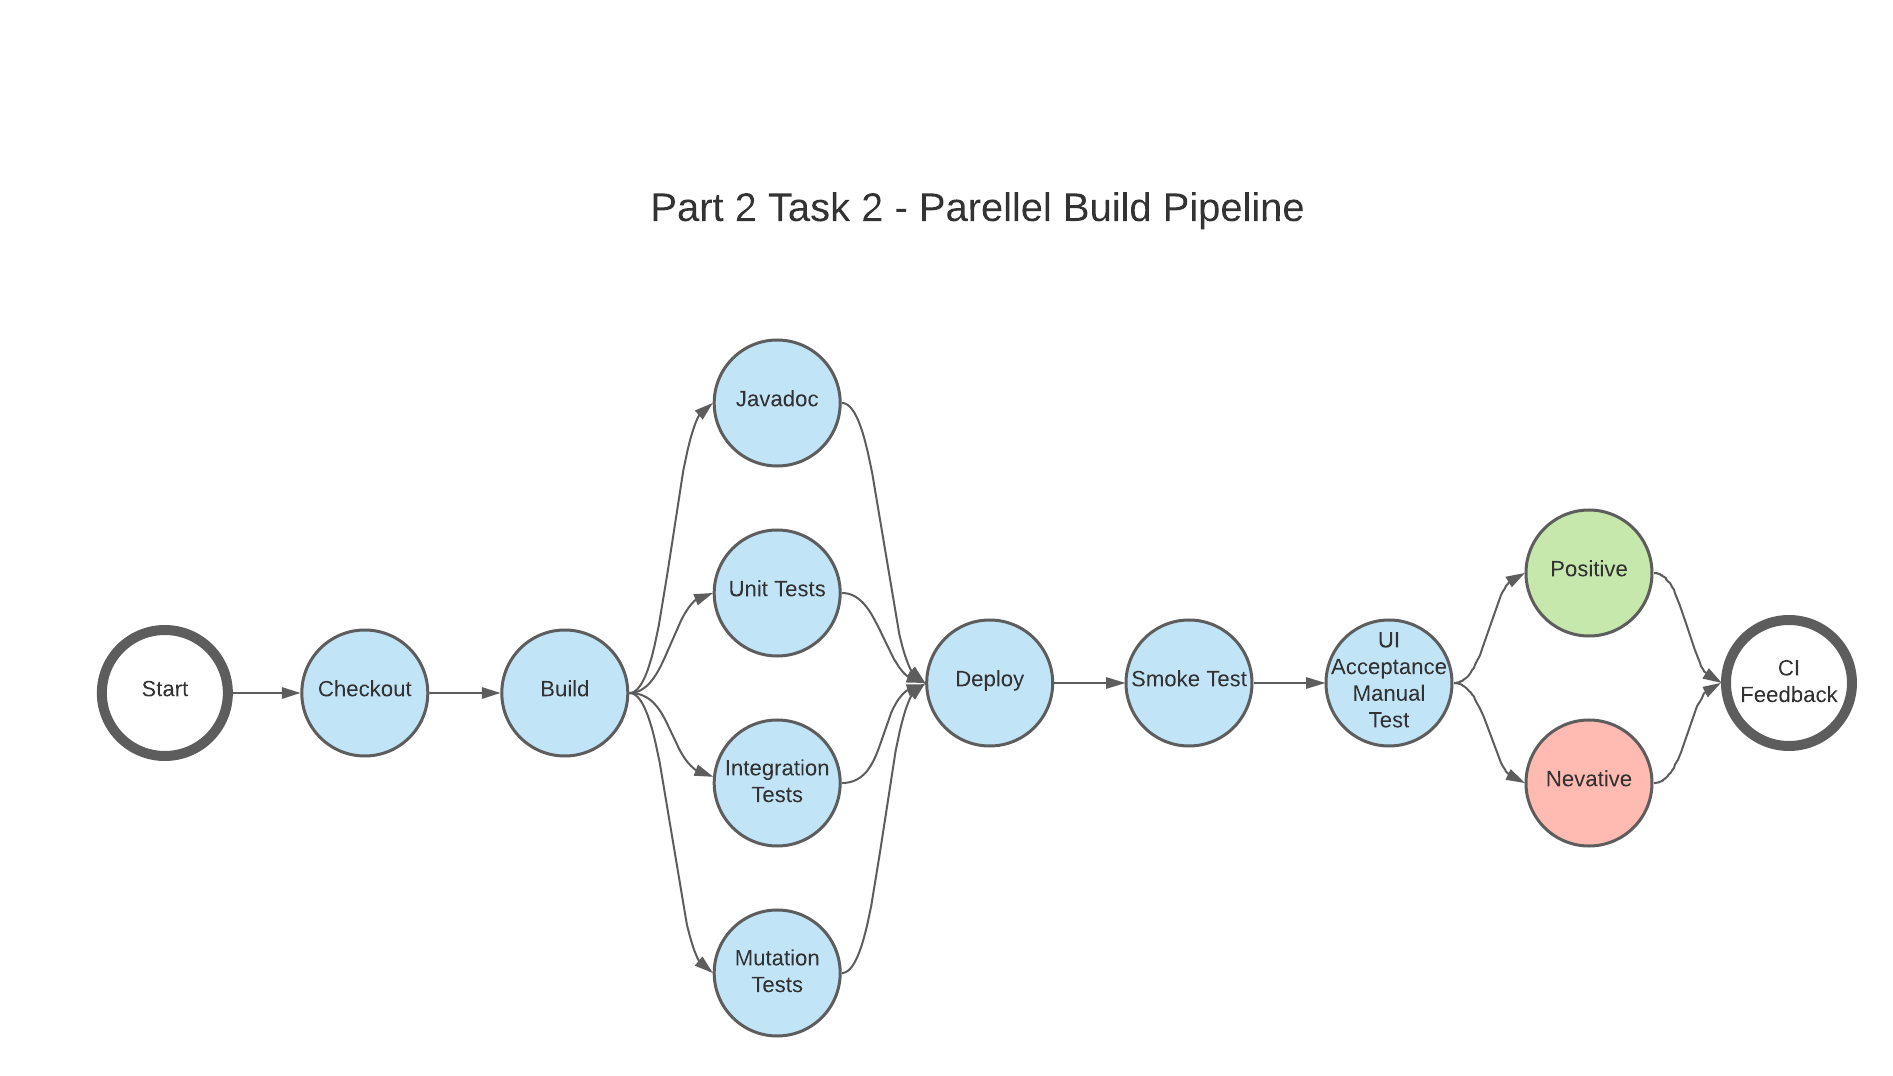 Part 2 Task 2 - Parellel Build Pipeline
Start
Checkout
Build
Javadoc
Unit Tests
Integration
Tests
Mutation
Tests
Deploy
Smoke Test
UI
Acceptance
Manual
Test
Positive
Nevative
CI
Feedback